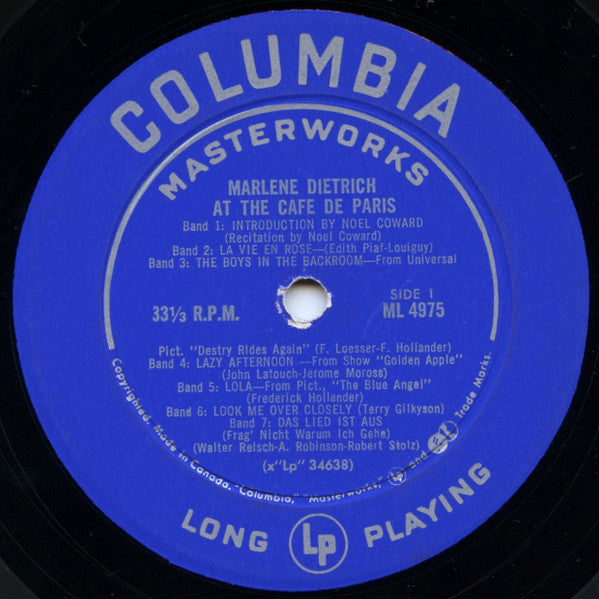 COLUMBIA
MASTERWORKS
MARLENE DIETRICH
AT THE CAFE DE PARIS
Band 1: INTRODUCTION BY NOEL COWARD
(Recitation by Noel Coward)
Band 2: LA VIE EN ROSE—(Edith Piaf-Louiguy)
Band 3: THE BOYS IN THE BACKROOM—From Universal
33⅓ R.P.M.
SIDE 1
ML 4975
Pict. "Destry Rides Again" (F. Loesser-F. Hollander)
Band 4: LAZY AFTERNOON —From Show "Golden Apple"
(John Latouch-Jerome Moross)
Band 5: LOLA—From Pict., "The Blue Angel"
(Frederick Hollander)
Band 6: LOOK ME OVER CLOSELY (Terry Gilkyson)
Band 7: DAS LIED IST AUS
(Frag' Nicht Warum Ich Gehe)
(Walter Reisch-A. Robinson-Robert Stolz)
(x"Lp" 34638)
Copyrighted. Made in Canada. "Columbia," "Masterworks," and Trade Marks.
LONG Lp PLAYING